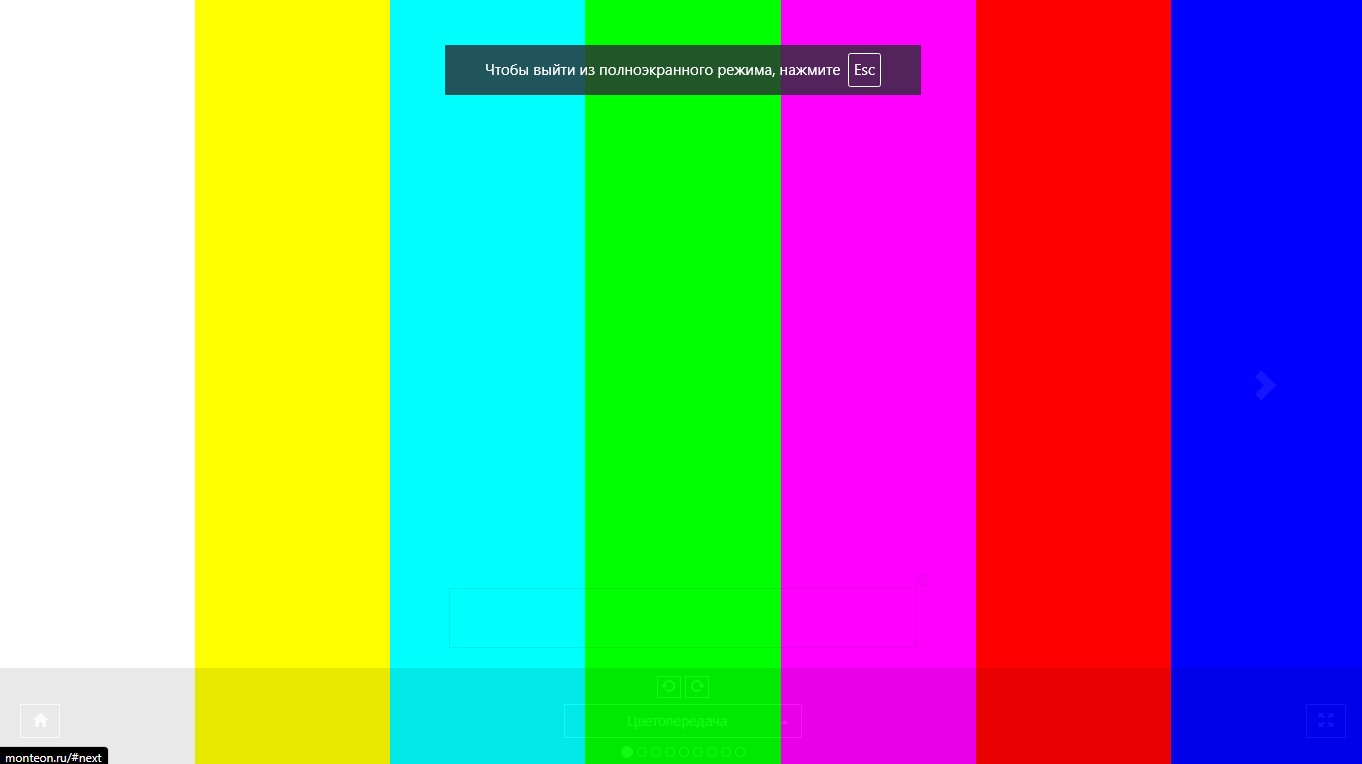 Чтобы выйти из полноэкранного режима, нажмите Esc
Цветопередача
monteon.ru/#next